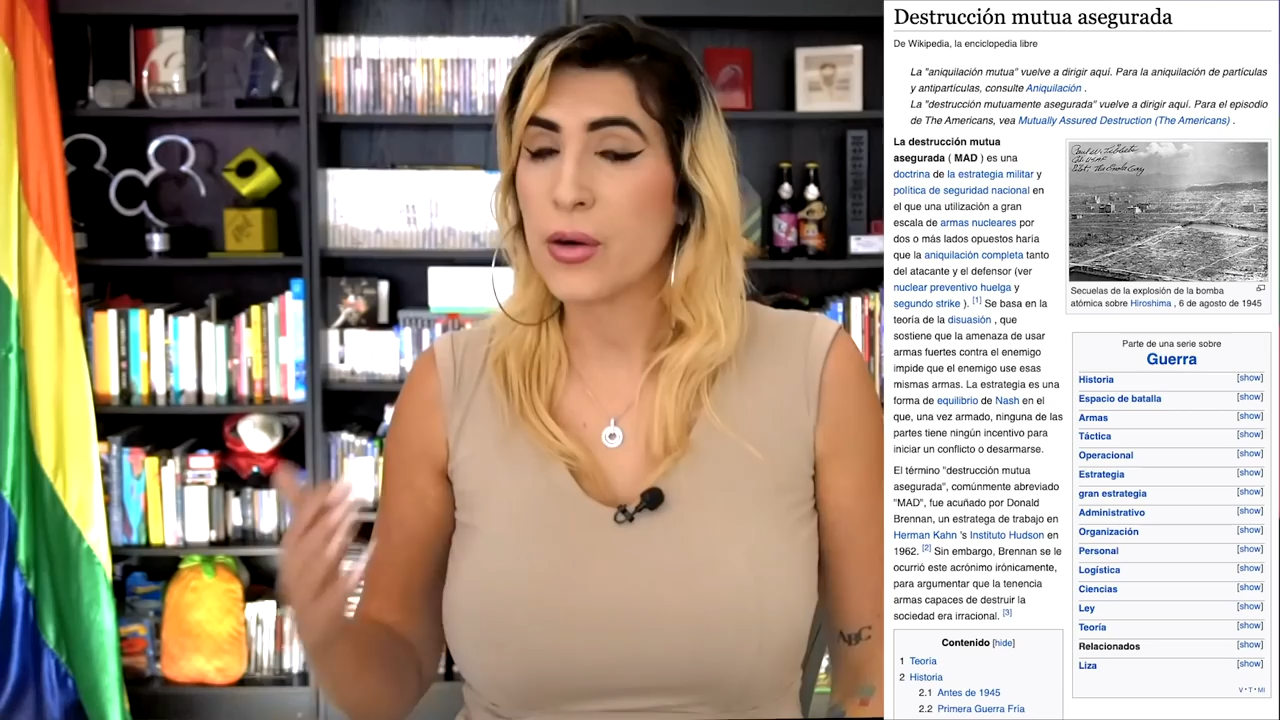 Destrucción mutua asegurada
De Wikipedia, la enciclopedia libre
La "aniquilación mutua" vuelve a dirigir aquí. Para la aniquilación de partículas
y antipartículas, consulte Aniquilación .
La "destrucción mutuamente asegurada" vuelve a dirigir aquí. Para el episodio
de The Americans, vea Mutually Assured Destruction (The Americans) .
La destrucción mutua
asegurada ( MAD ) es una
doctrina de la estrategia militar y
política de seguridad nacional en
el que una utilización a gran
escala de armas nucleares por
dos o más lados opuestos haría
que la aniquilación completa tanto
del atacante y el defensor (ver
nuclear preventivo huelga y
segundo strike ). [1] Se basa en la
teoría de la disuasión , que
sostiene que la amenaza de usar
armas fuertes contra el enemigo
impide que el enemigo use esas
mismas armas. La estrategia es una
forma de equilibrio de Nash en el
que, una vez armado, ninguna de las
partes tiene ningún incentivo para
iniciar un conflicto o desarmarse.
El término "destrucción mutua
asegurada", comúnmente abreviado
"MAD", fue acuñado por Donald
Brennan, un estratega de trabajo en
Herman Kahn 's Instituto Hudson en
1962. [2] Sin embargo, Brennan se le
ocurrió este acrónimo irónicamente,
para argumentar que la tenencia
armas capaces de destruir la
sociedad era irracional. [3]
Contenido [hide]
1 Teoría
2 Historia
2.1 Antes de 1945
2.2 Primera Guerra Fría
Secuelas de la explosión de la bomba
atómica sobre Hiroshima , 6 de agosto de 1945
Parte de una serie sobre
Guerra
Historia [show]
Espacio de batalla [show]
Armas [show]
Táctica [show]
Operacional [show]
Estrategia [show]
gran estrategia [show]
Administrativo [show]
Organización [show]
Personal [show]
Logística [show]
Ciencias [show]
Ley [show]
Teoría [show]
Relacionados [show]
Liza [show]
V • T • MI
ABC